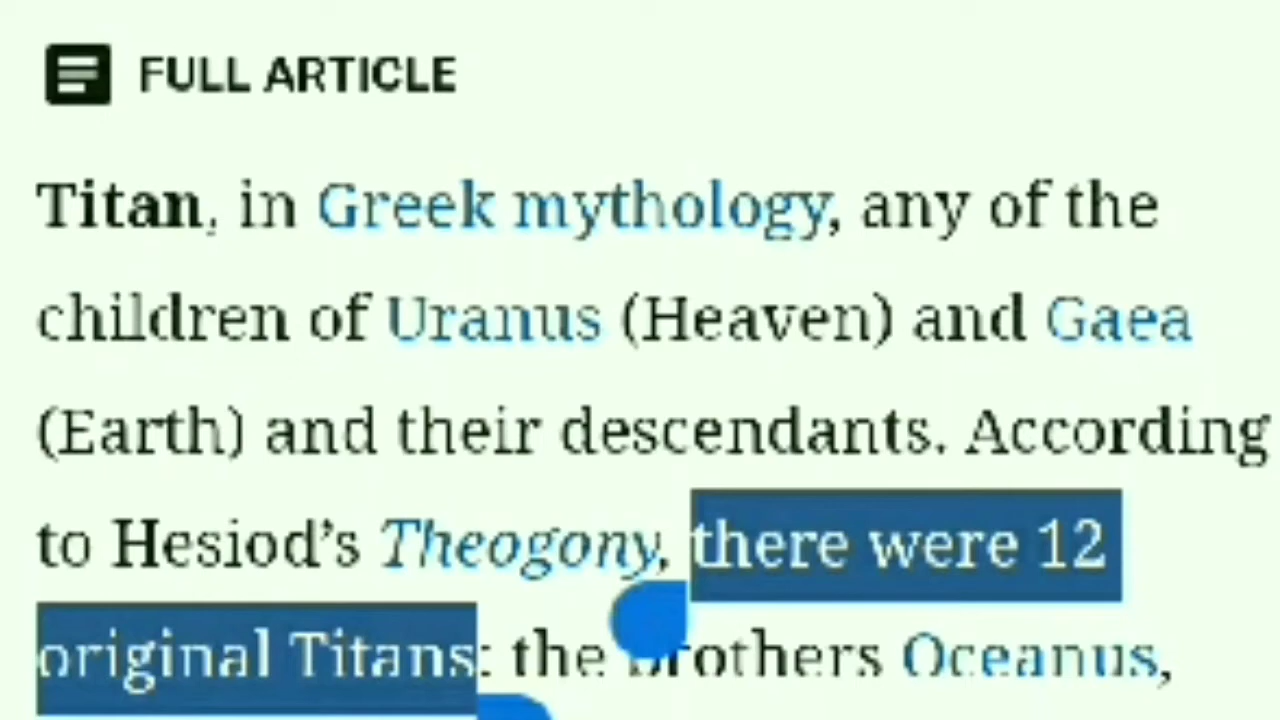 FULL ARTICLE
Titan, in Greek mythology, any of the
children of Uranus (Heaven) and Gaea
(Earth) and their descendants. According
to Hesiod’s Theogony, there were 12
original Titans: the brothers Oceanus,